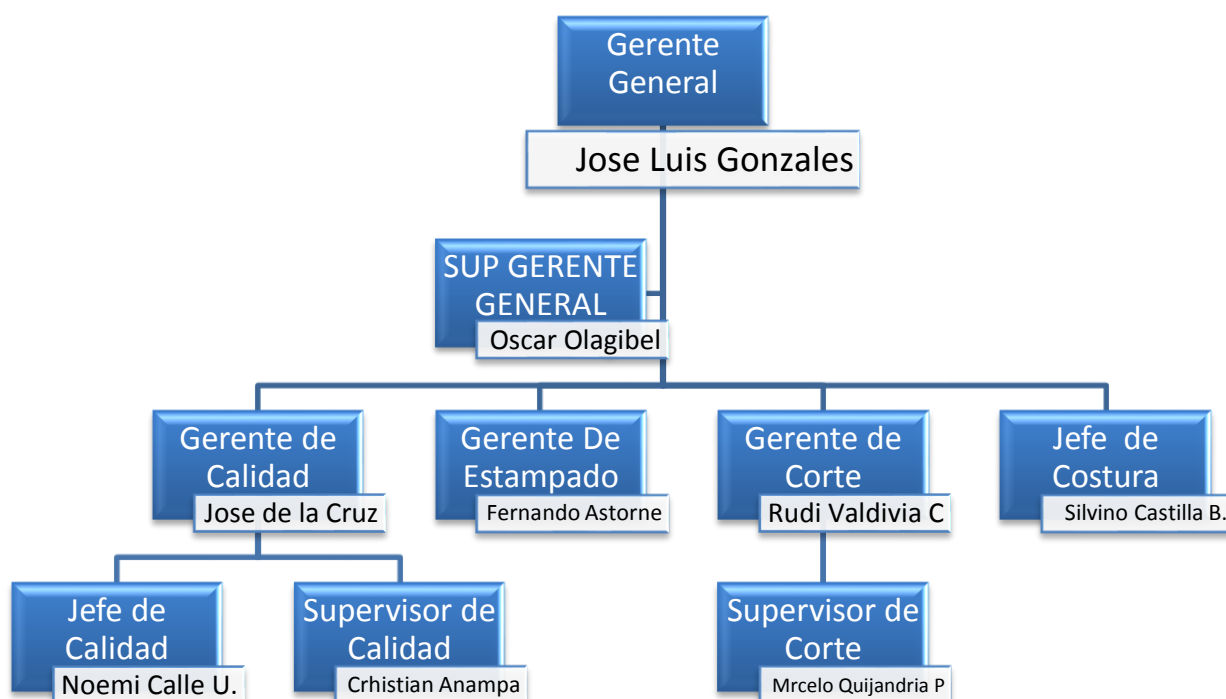 Gerente
General
Jose Luis Gonzales
SUP GERENTE
GENERAL
Oscar Olagibel
Gerente de
Calidad
Jose de la Cruz
Gerente De
Estampado
Fernando Astorne
Gerente de
Corte
Rudi Valdivia C
Jefe de
Costura
Silvino Castilla B.
Jefe de
Calidad
Noemi Calle U.
Supervisor de
Calidad
Crhistian Anampa
Supervisor de
Corte
Mrcelo Quijandria P